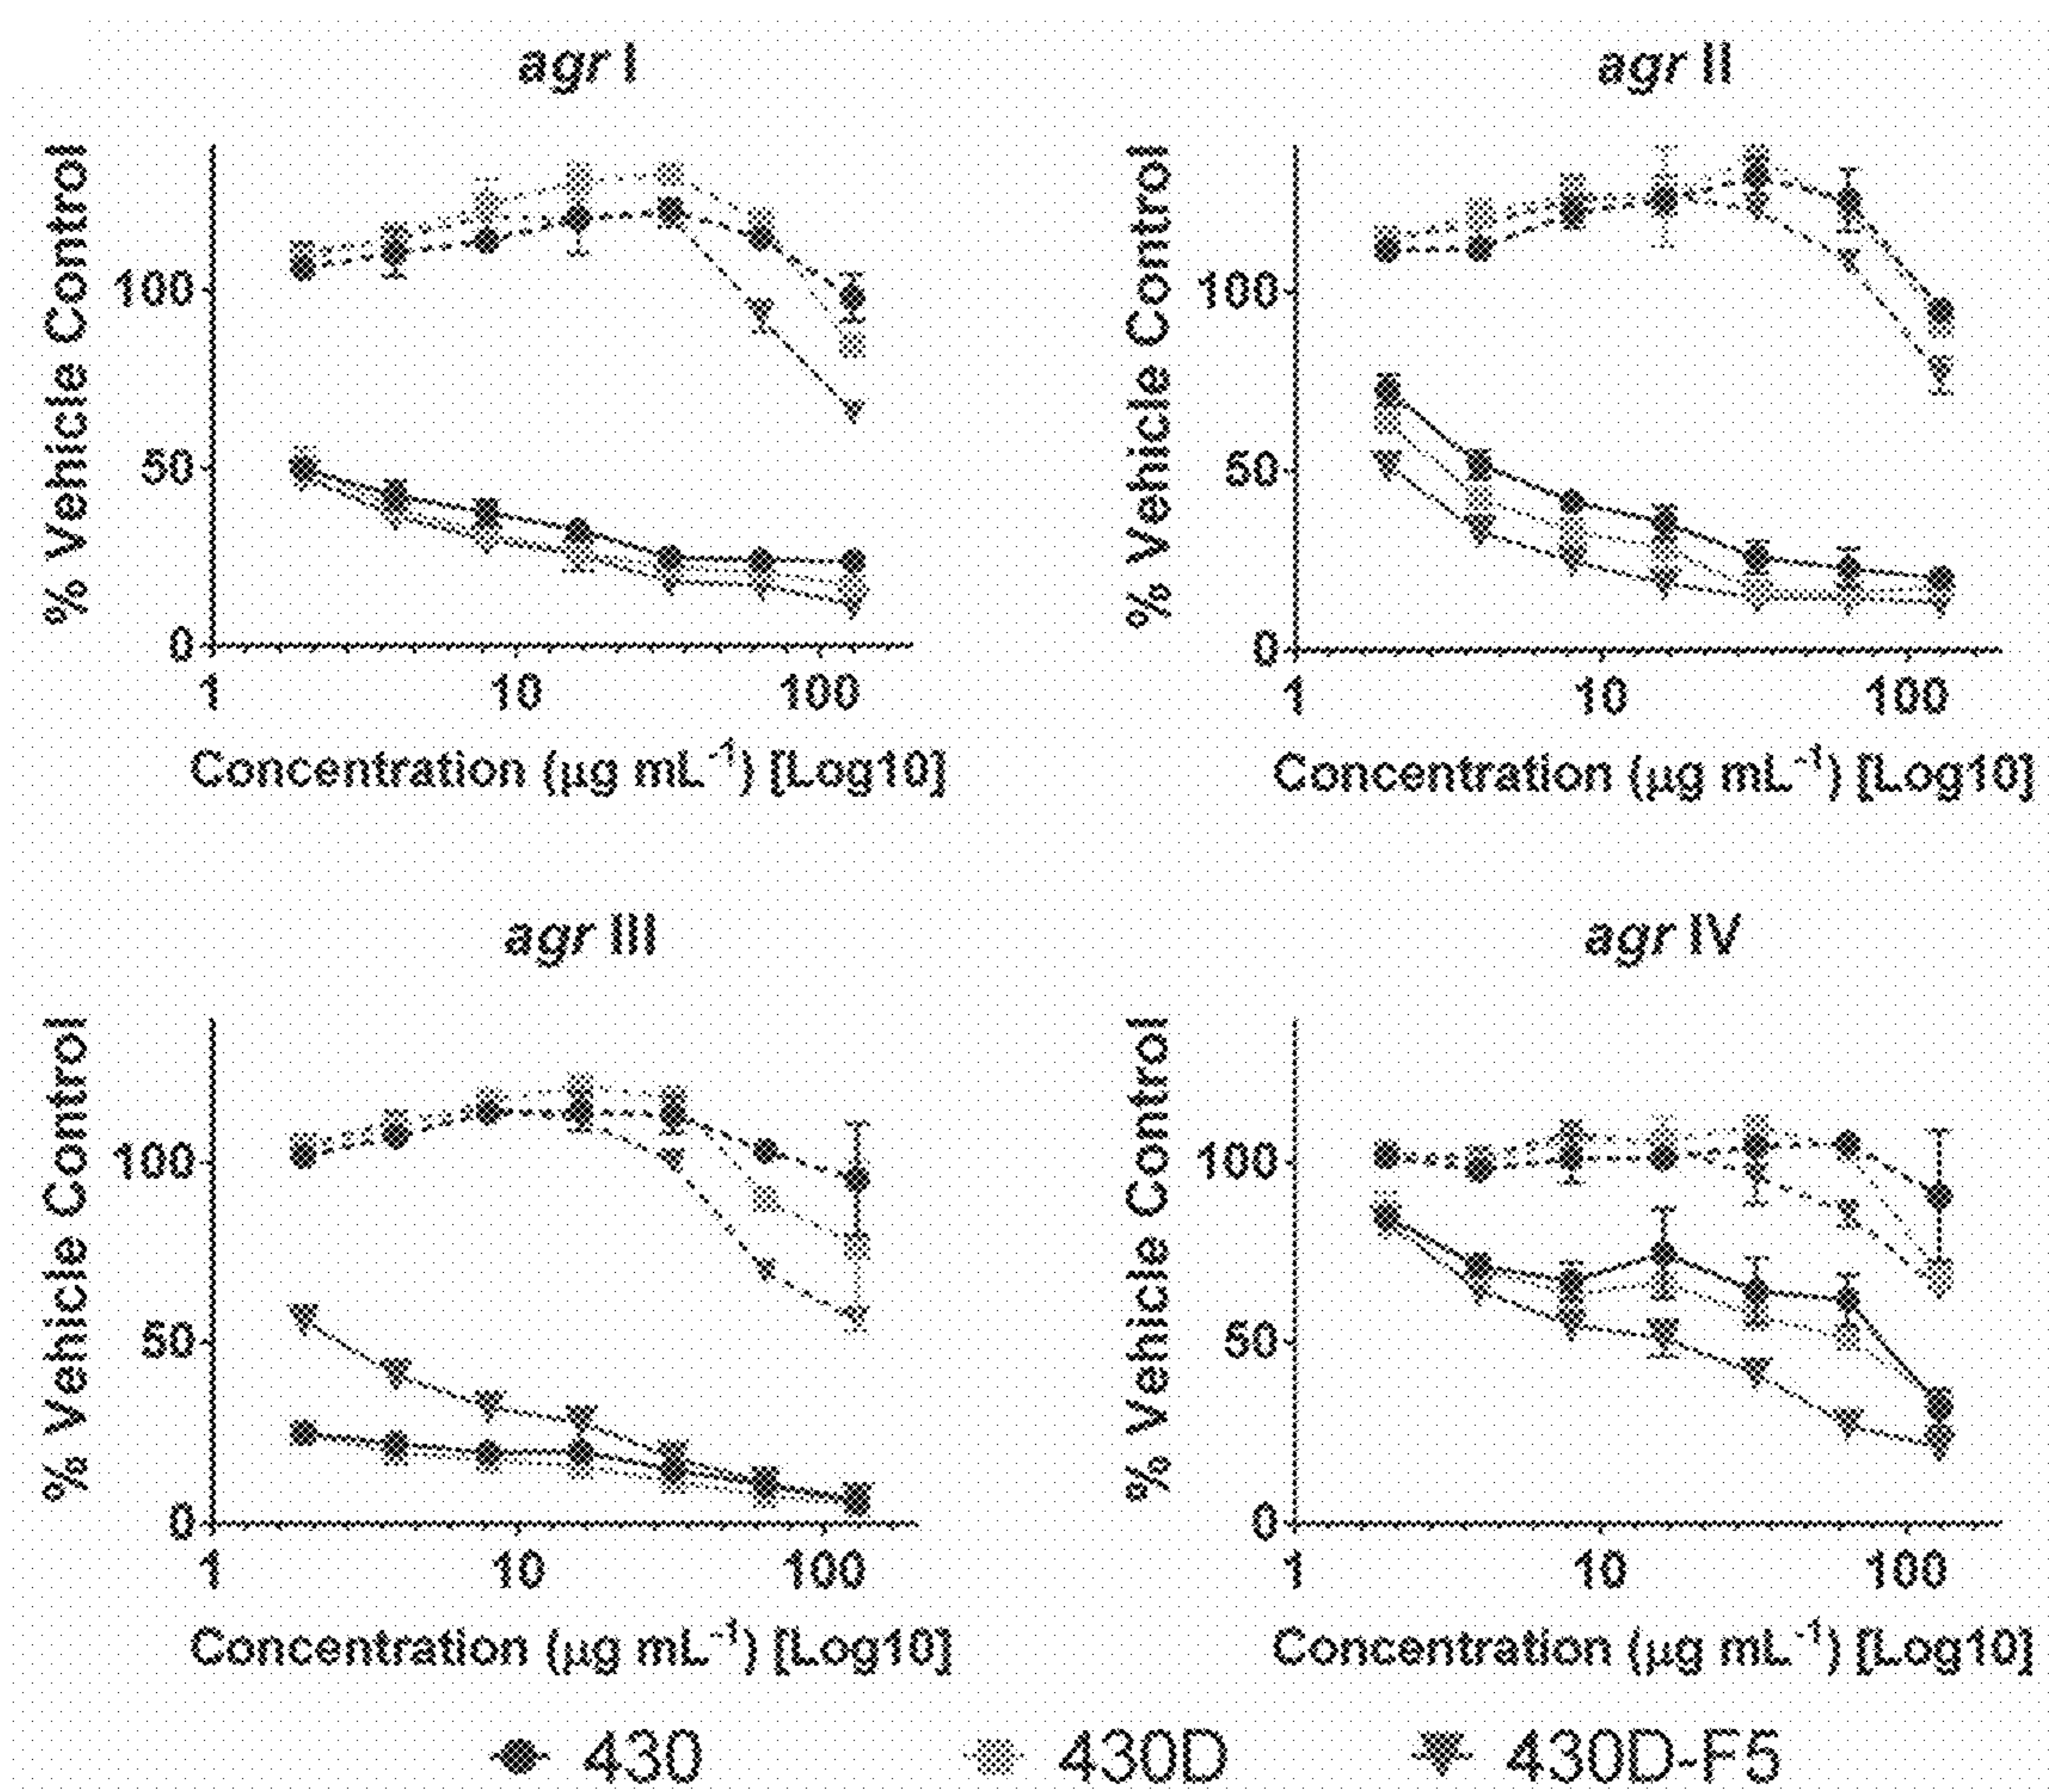 agr I
% Vehicle Control
100
50
0
1 10 100
Concentration (µg mL⁻¹) [Log10]
agr II
% Vehicle Control
100
50
0
1 10 100
Concentration (µg mL⁻¹) [Log10]
agr III
% Vehicle Control
100
50
0
1 10 100
Concentration (µg mL⁻¹) [Log10]
agr IV
% Vehicle Control
100
50
0
1 10 100
Concentration (µg mL⁻¹) [Log10]
430 430D 430D-F5